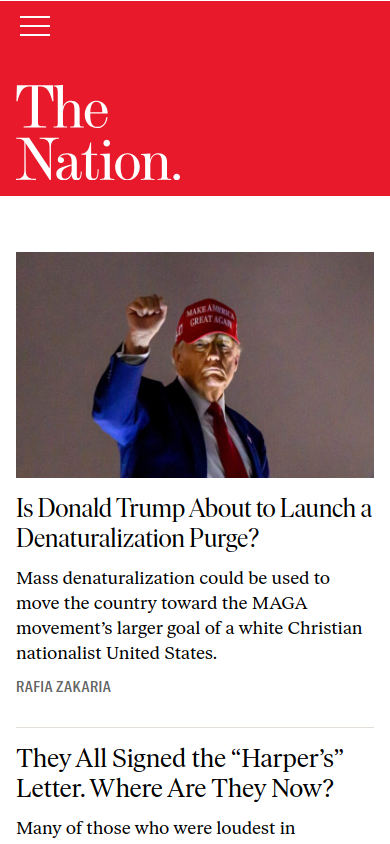 The
Nation.
MAKE AMERICA
GREAT AGAIN
Is Donald Trump About to Launch a
Denaturalization Purge?
Mass denaturalization could be used to
move the country toward the MAGA
movement’s larger goal of a white Christian
nationalist United States.
RAFIA ZAKARIA
They All Signed the “Harper’s”
Letter. Where Are They Now?
Many of those who were loudest in